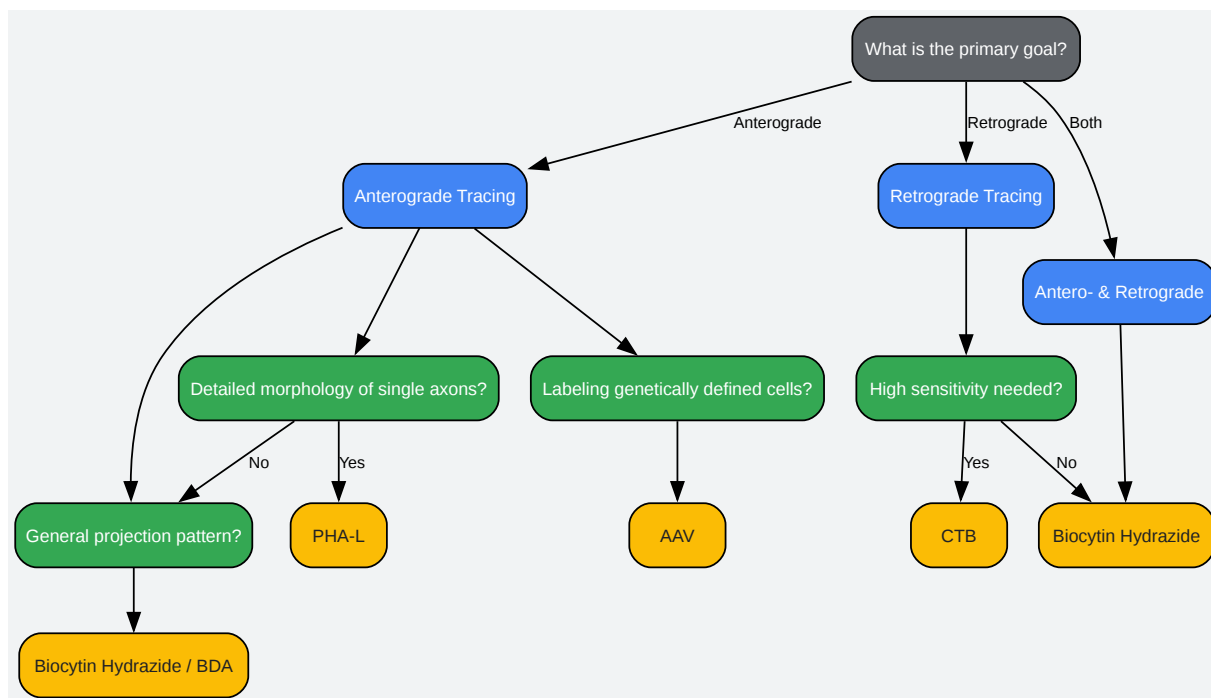 What is the primary goal?
Anterograde
Retrograde
Both
Anterograde Tracing
Retrograde Tracing
Antero- & Retrograde
Detailed morphology of single axons?
Labeling genetically defined cells?
High sensitivity needed?
No
Yes
Yes
No
General projection pattern?
PHA-L
AAV
CTB
Biocytin Hydrazide
Biocytin Hydrazide / BDA